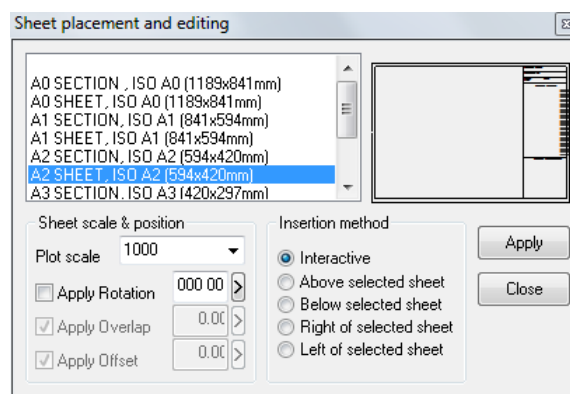 Sheet placement and editing
A0 SECTION , ISO A0 (1189x841mm)
A0 SHEET, ISO A0 (1189x841mm)
A1 SECTION, ISO A1 (841x594mm)
A1 SHEET, ISO A1 (841x594mm)
A2 SECTION, ISO A2 (594x420mm)
A2 SHEET, ISO A2 (594x420mm)
A3 SECTION, ISO A3 (420x297mm)
Sheet scale & position
Plot scale 1000
Apply Rotation 000 00 >
Apply Overlap 0.00 >
Apply Offset 0.00 >
Insertion method
Interactive
Above selected sheet
Below selected sheet
Right of selected sheet
Left of selected sheet
Apply
Close